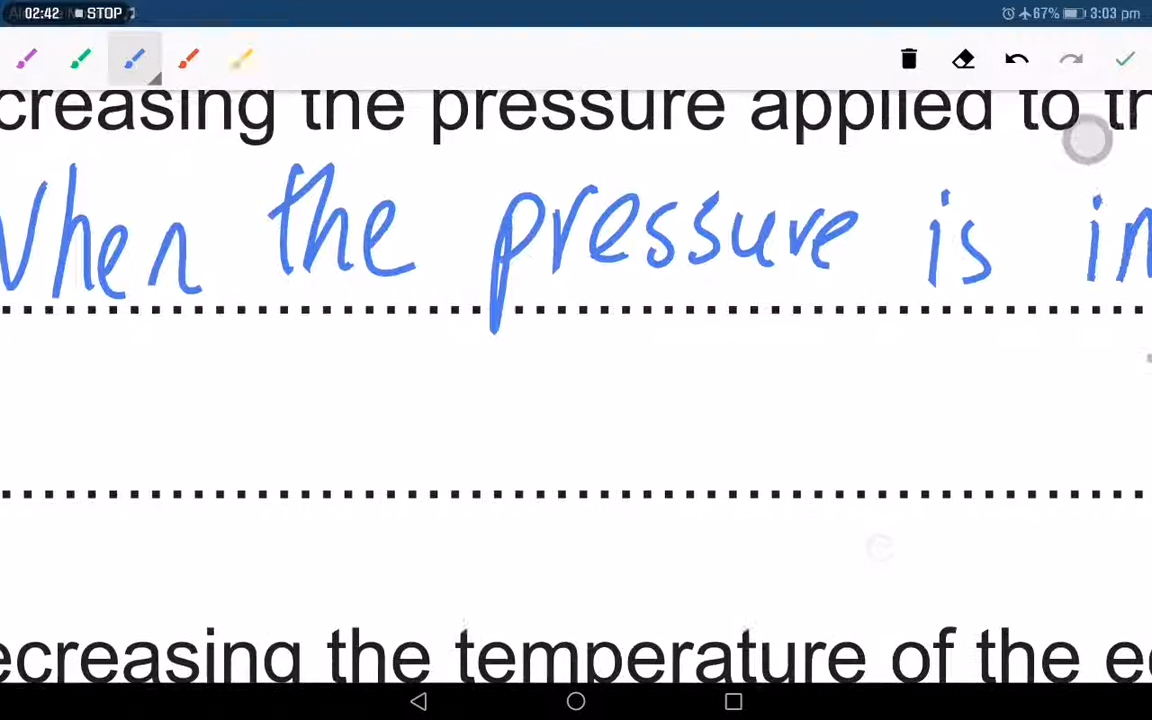 02:42 STOP 67% 3:03 pm
creasing the pressure applied to th
When the pressure is in
ecreasing the temperature of the e